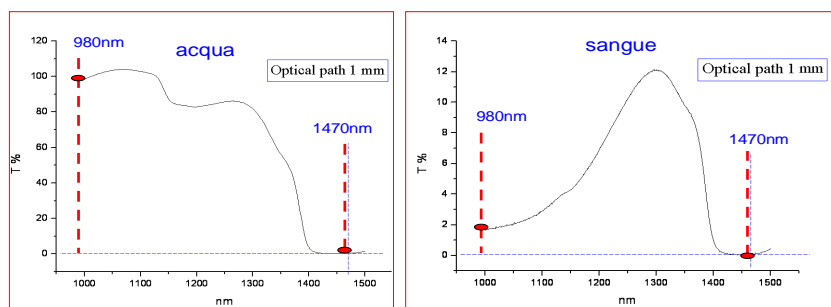 980nm
acqua
Optical path 1 mm
1470nm
T %
120
100
80
60
40
20
0
1000 1100 1200 1300 1400 1500
nm
sangue
Optical path 1 mm
980nm
1470nm
T %
14
12
10
8
6
4
2
0
1000 1100 1200 1300 1400 1500
nm